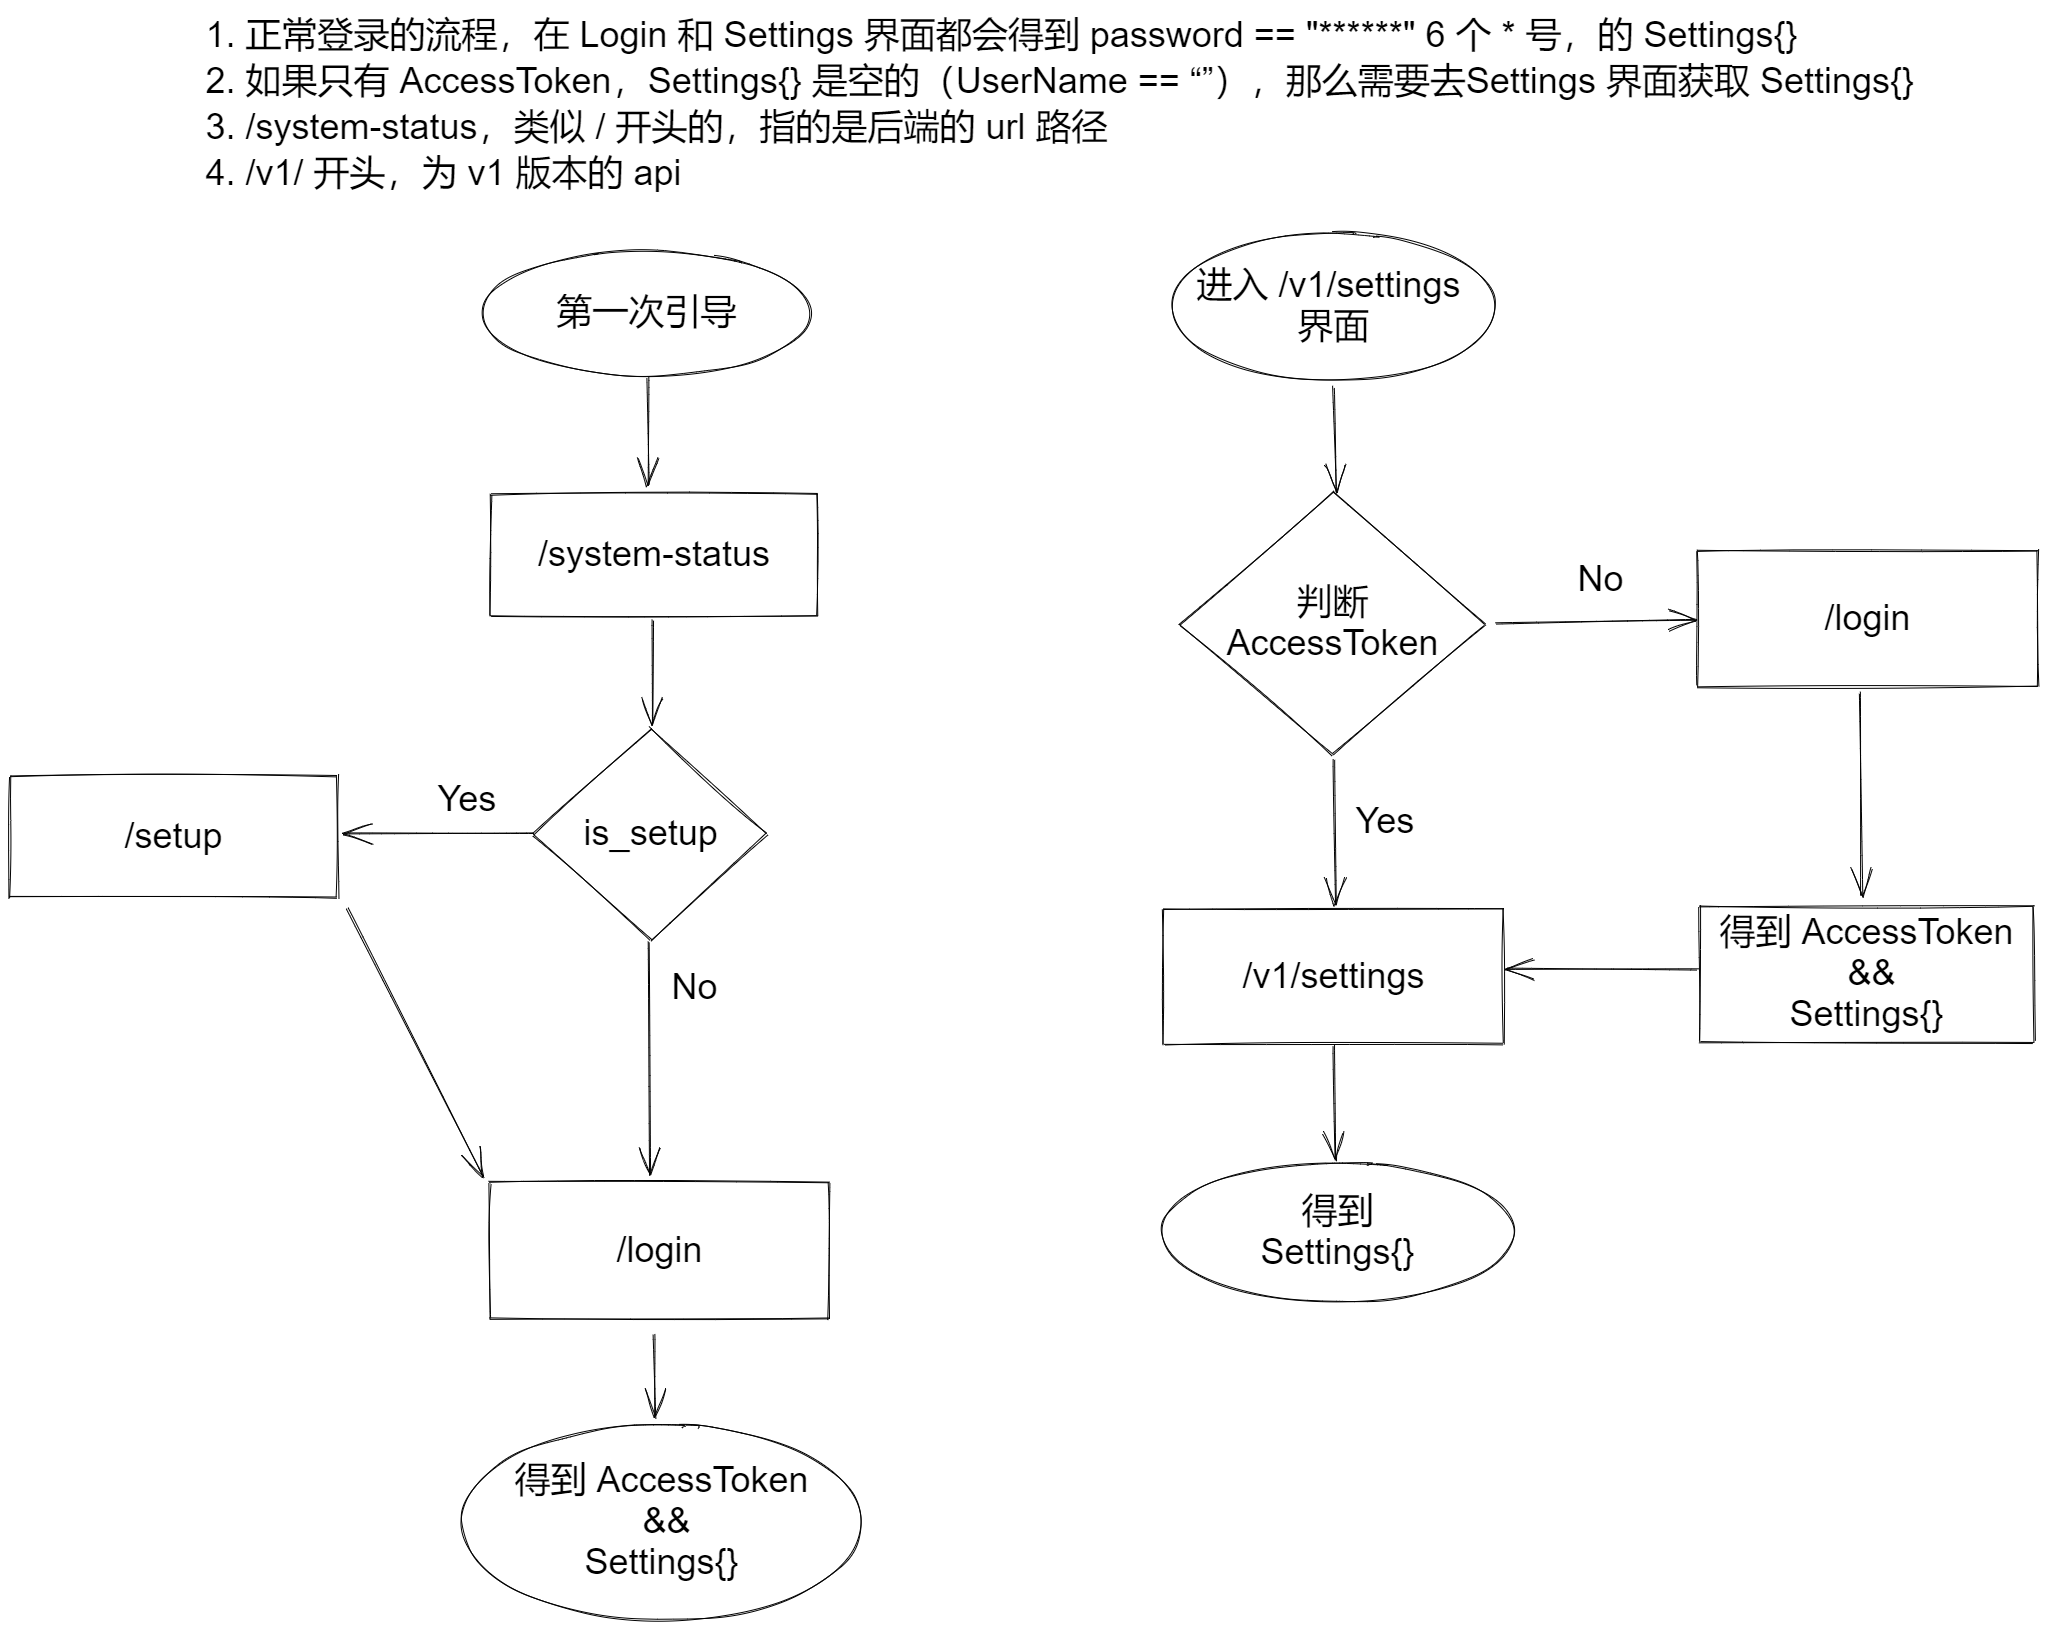 1. 正常登录的流程，在 Login 和 Settings 界面都会得到 password == "******" 6 个 * 号，的 Settings{}
2. 如果只有 AccessToken，Settings{} 是空的（UserName == “”），那么需要去Settings 界面获取 Settings{}
3. /system-status，类似 / 开头的，指的是后端的 url 路径
4. /v1/ 开头，为 v1 版本的 api
第一次引导
/system-status
is_setup
Yes
/setup
No
/login
得到 AccessToken
&&
Settings{}
进入 /v1/settings
界面
判断
AccessToken
No
/login
Yes
/v1/settings
得到 AccessToken
&&
Settings{}
得到
Settings{}